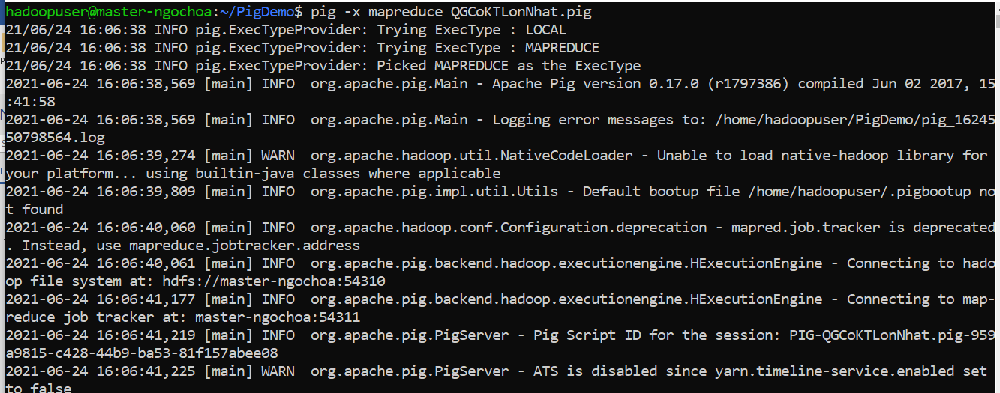 hadoopuser@master-ngochoa:~/PigDemo$ pig -x mapreduce QGCoKTLonNhat.pig
21/06/24 16:06:38 INFO pig.ExecTypeProvider: Trying ExecType : LOCAL
21/06/24 16:06:38 INFO pig.ExecTypeProvider: Trying ExecType : MAPREDUCE
21/06/24 16:06:38 INFO pig.ExecTypeProvider: Picked MAPREDUCE as the ExecType
2021-06-24 16:06:38,569 [main] INFO  org.apache.pig.Main - Apache Pig version 0.17.0 (r1797386) compiled Jun 02 2017, 15
:41:58
2021-06-24 16:06:38,569 [main] INFO  org.apache.pig.Main - Logging error messages to: /home/hadoopuser/PigDemo/pig_16245
50798564.log
2021-06-24 16:06:39,274 [main] WARN  org.apache.hadoop.util.NativeCodeLoader - Unable to load native-hadoop library for
your platform... using builtin-java classes where applicable
2021-06-24 16:06:39,809 [main] INFO  org.apache.pig.impl.util.Utils - Default bootup file /home/hadoopuser/.pigbootup no
t found
2021-06-24 16:06:40,060 [main] INFO  org.apache.hadoop.conf.Configuration.deprecation - mapred.job.tracker is deprecated
. Instead, use mapreduce.jobtracker.address
2021-06-24 16:06:40,061 [main] INFO  org.apache.pig.backend.hadoop.executionengine.HExecutionEngine - Connecting to hado
op file system at: hdfs://master-ngochoa:54310
2021-06-24 16:06:41,177 [main] INFO  org.apache.pig.backend.hadoop.executionengine.HExecutionEngine - Connecting to map-
reduce job tracker at: master-ngochoa:54311
2021-06-24 16:06:41,219 [main] INFO  org.apache.pig.PigServer - Pig Script ID for the session: PIG-QGCoKTLonNhat.pig-959
a9815-c428-44b9-ba53-81f157abee08
2021-06-24 16:06:41,225 [main] WARN  org.apache.pig.PigServer - ATS is disabled since yarn.timeline-service.enabled set
to false